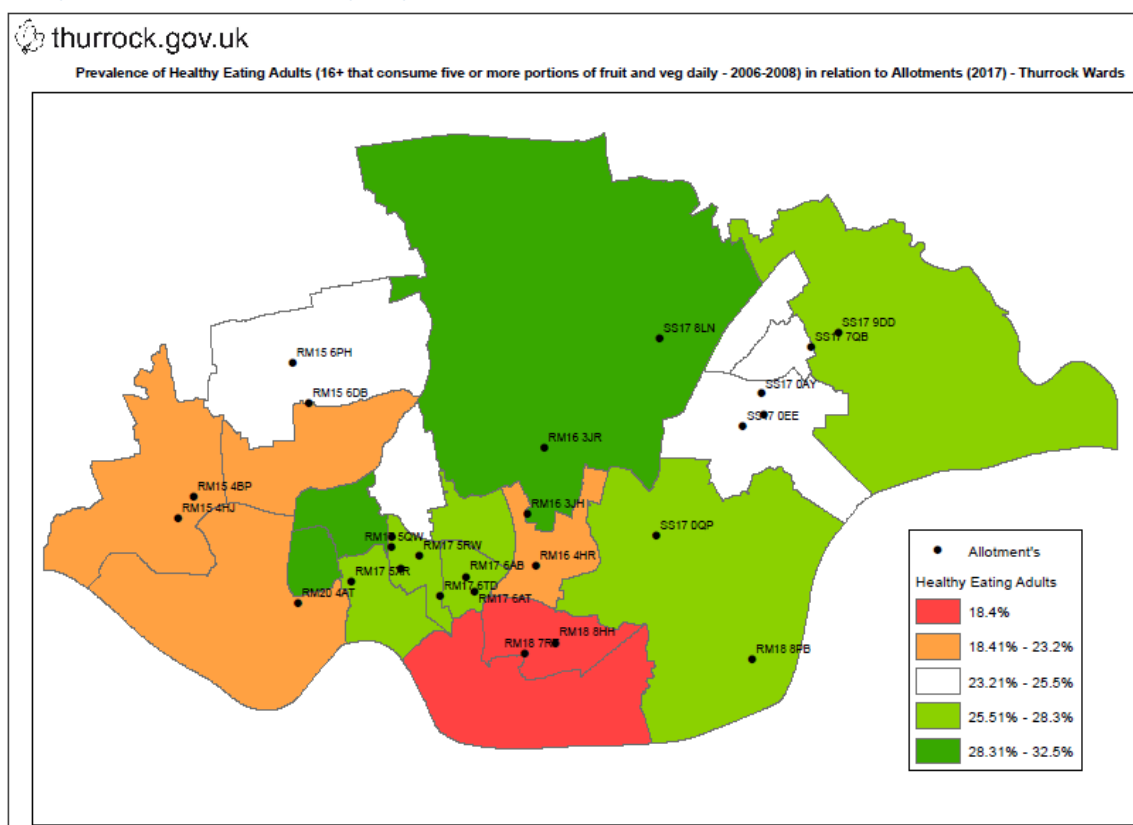 thurrock.gov.uk
Prevalence of Healthy Eating Adults (16+ that consume five or more portions of fruit and veg daily - 2006-2008) in relation to Allotments (2017) - Thurrock Wards
SS17 8LN
SS17 9DD
SS17 7QB
RM15 6PH
SS17 0AY
RM15 6DB
SS17 0EE
RM16 3JR
RM15 4BP
RM16 3JH
RM15 4HJ
SS17 0QP
RM17 5RW
RM16 4HR
RM17 6AB
RM17
RM17 6TD
RM17 6AT
RM20 4AT
RM18 8HH
RM18
RM18 8PB
Allotment's
Healthy Eating Adults
18.4%
18.41% - 23.2%
23.21% - 25.5%
25.51% - 28.3%
28.31% - 32.5%